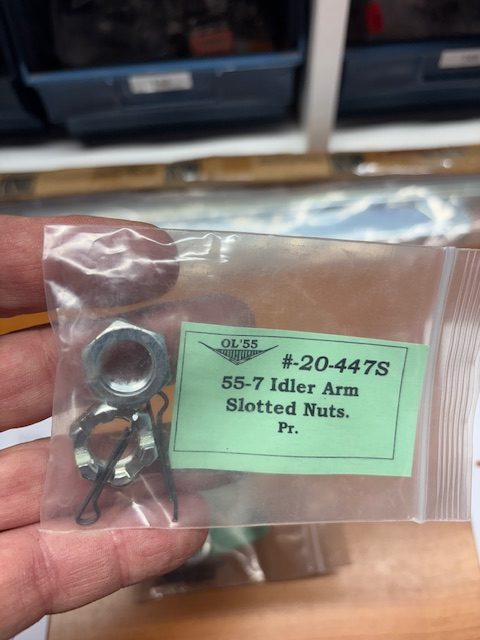 OL'55
#-20-447S
55-7 Idler Arm
Slotted Nuts.
Pr.